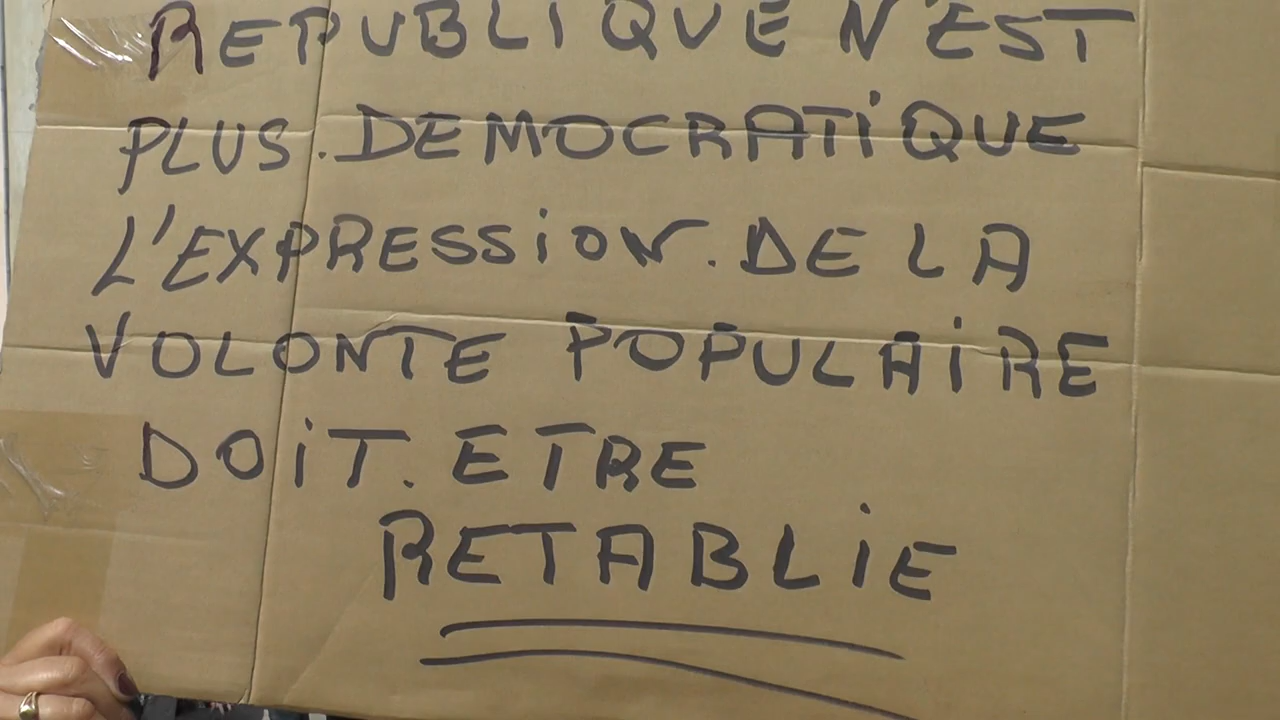 REPUBLIQUE N'EST
PLUS. DEMOCRATIQUE
L'EXPRESSION. DE LA
VOLONTE POPULAIRE
DOIT. ETRE
RETABLIE